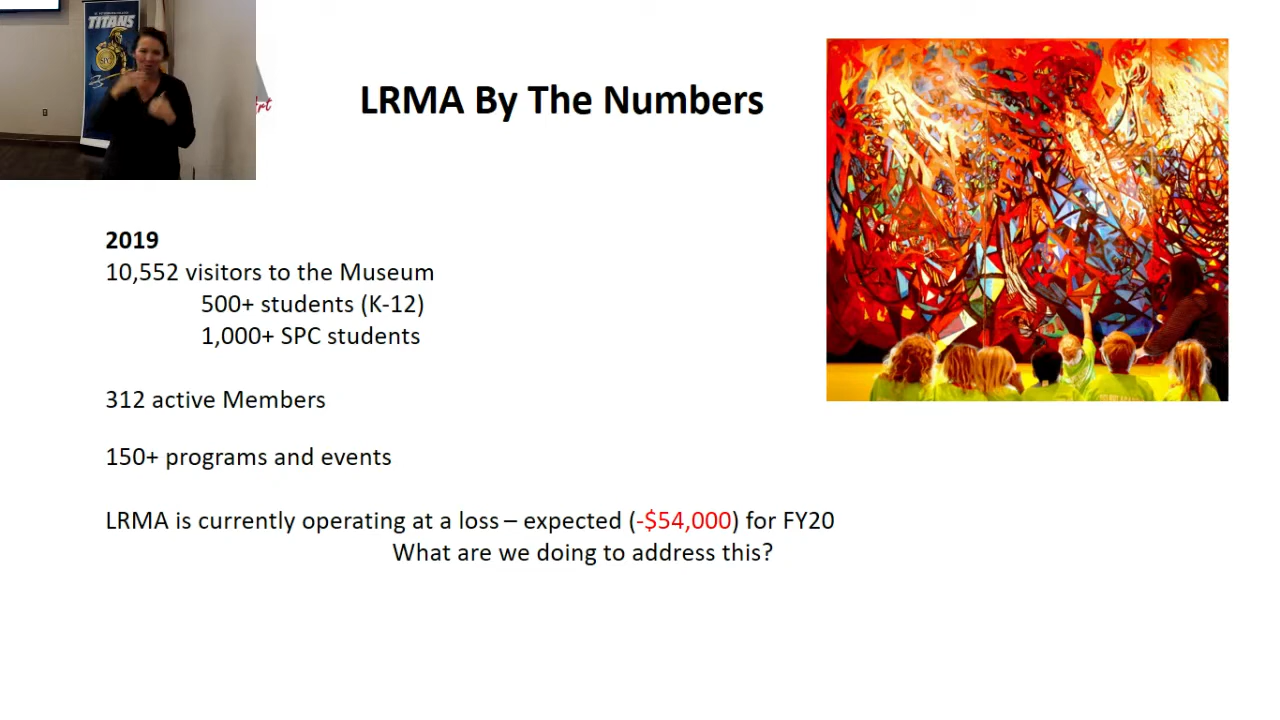 TITANS
SPC
LRMA By The Numbers
2019
10,552 visitors to the Museum
500+ students (K-12)
1,000+ SPC students
312 active Members
150+ programs and events
LRMA is currently operating at a loss – expected (-$54,000) for FY20
What are we doing to address this?